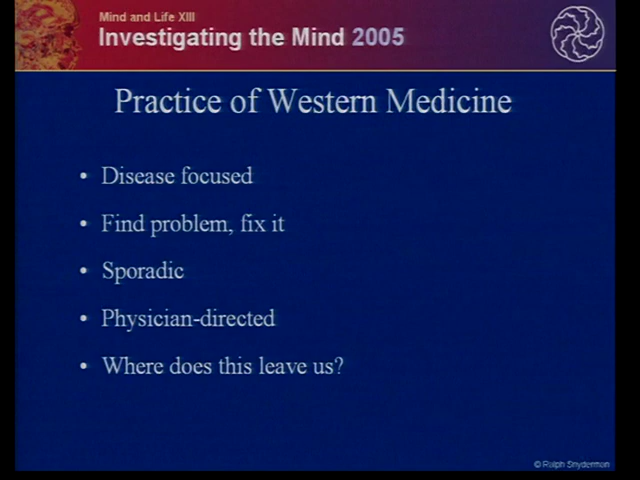 Mind and Life XIII
Investigating the Mind 2005
Practice of Western Medicine
• Disease focused
• Find problem, fix it
• Sporadic
• Physician-directed
• Where does this leave us?
© Ralph Snyderman